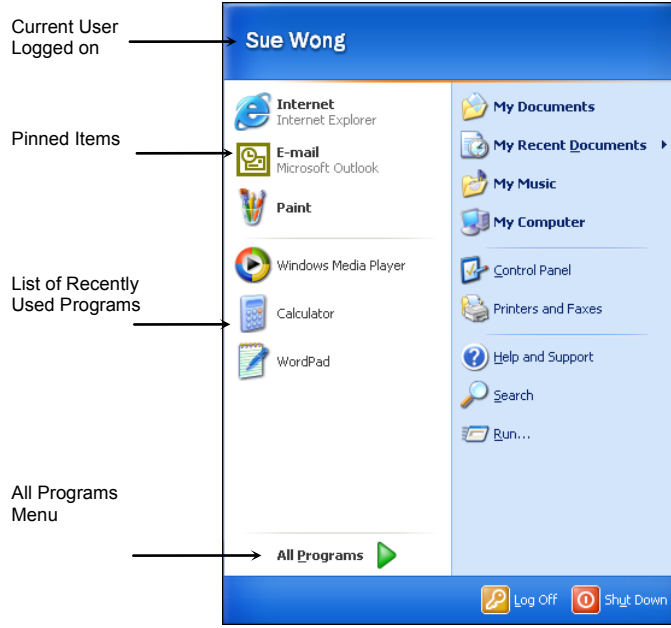 Current User
Logged on
Sue Wong
Pinned Items
List of Recently
Used Programs
All Programs
Menu
Internet
Internet Explorer
E-mail
Microsoft Outlook
Paint
Windows Media Player
Calculator
WordPad
All Programs
My Documents
My Recent Documents
My Music
My Computer
Control Panel
Printers and Faxes
Help and Support
Search
Run...
Log Off
Shut Down